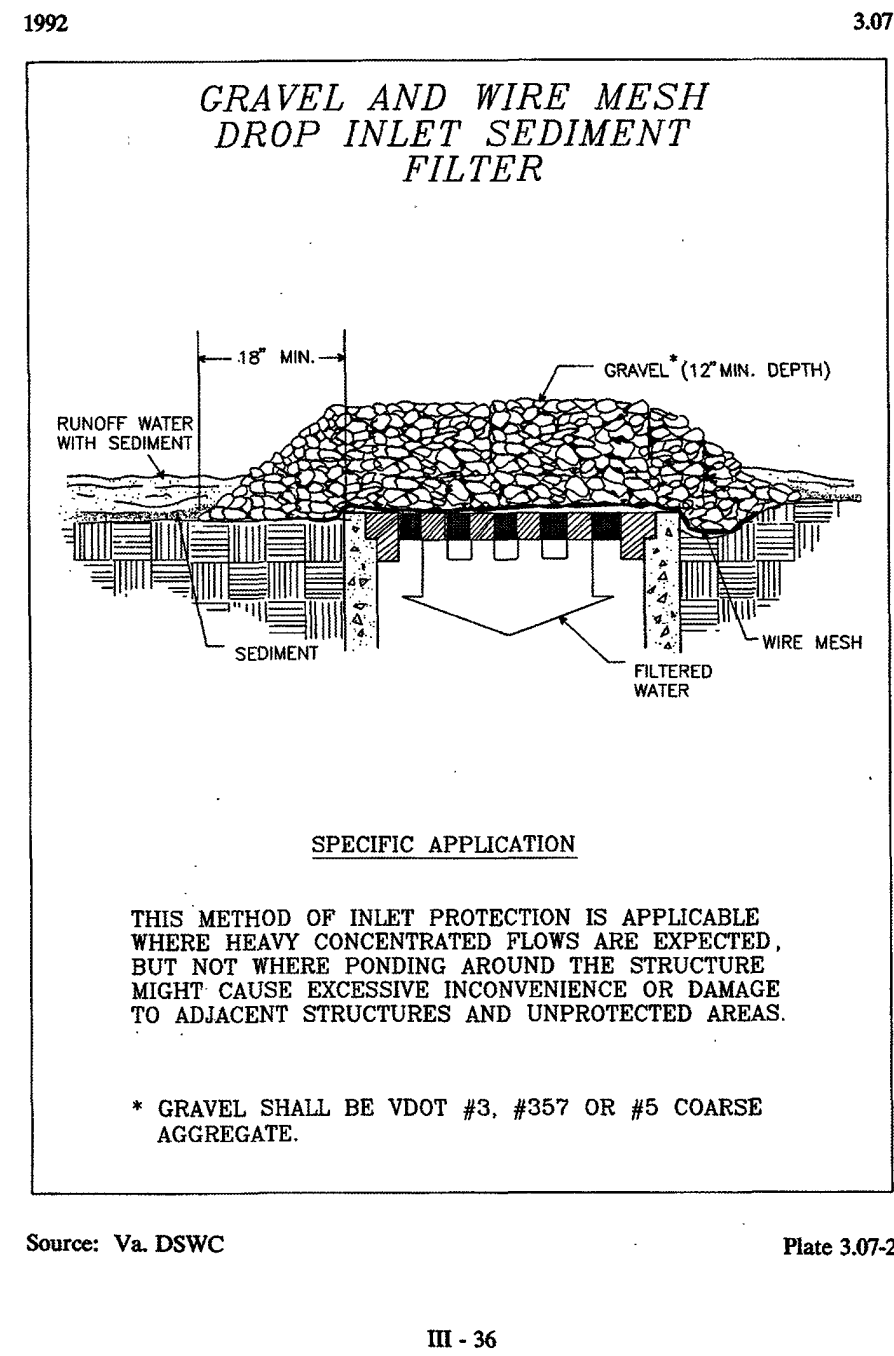 1992
3.07
GRAVEL AND WIRE MESH
DROP INLET SEDIMENT
FILTER
18" MIN.
GRAVEL* (12" MIN. DEPTH)
RUNOFF WATER
WITH SEDIMENT
SEDIMENT
WIRE MESH
FILTERED
WATER
SPECIFIC APPLICATION
THIS METHOD OF INLET PROTECTION IS APPLICABLE
WHERE HEAVY CONCENTRATED FLOWS ARE EXPECTED,
BUT NOT WHERE PONDING AROUND THE STRUCTURE
MIGHT CAUSE EXCESSIVE INCONVENIENCE OR DAMAGE
TO ADJACENT STRUCTURES AND UNPROTECTED AREAS.
* GRAVEL SHALL BE VDOT #3, #357 OR #5 COARSE
AGGREGATE.
Source: Va. DSWC
Plate 3.07-2
III - 36